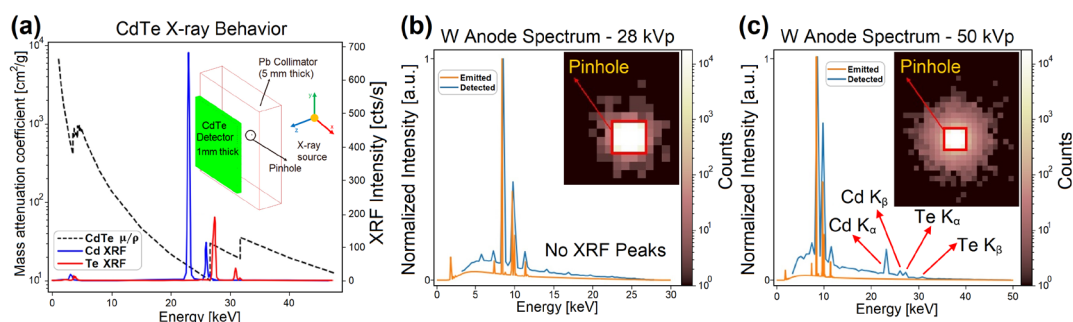 (a)
CdTe X-ray Behavior
Mass attenuation coefficient [cm²/g]
10⁴
10³
10²
10¹
CdTe μ/ρ
Cd XRF
Te XRF
Pb Collimator
(5 mm thick)
CdTe
Detector
1mm thick
Pinhole
X-ray
source
y
z
x
700
600
500
400
300
200
100
0
XRF Intensity [cts/s]
0
10
20
30
40
Energy [keV]
(b)
W Anode Spectrum - 28 kVp
Normalized Intensity [a.u.]
1
0
Emitted
Detected
Pinhole
No XRF Peaks
10⁴
10³
10²
10¹
10⁰
Counts
0
5
10
15
20
25
30
Energy [keV]
(c)
W Anode Spectrum - 50 kVp
Normalized Intensity [a.u.]
1
0
Emitted
Detected
Pinhole
Cd Kα
Cd Kβ
Te Kα
Te Kβ
10⁴
10³
10²
10¹
10⁰
Counts
0
10
20
30
40
50
Energy [keV]